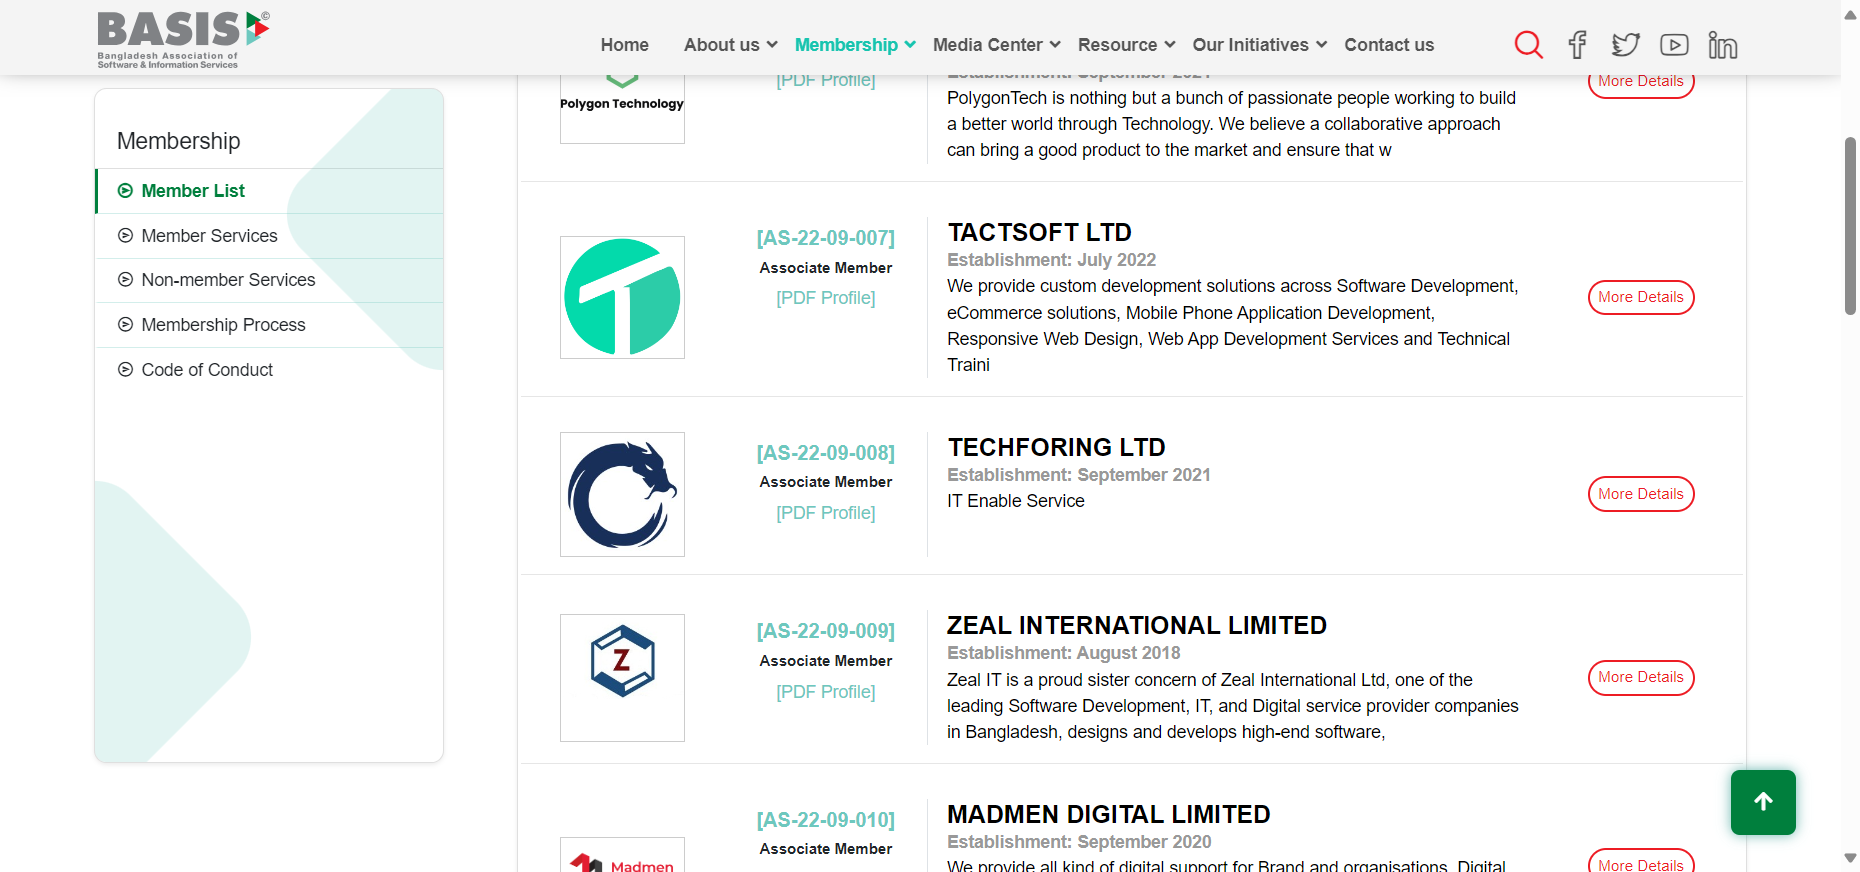 BASIS©
Bangladesh Association of
Software & Information Services
Home
About us
Membership
Media Center
Resource
Our Initiatives
Contact us
Membership
Member List
Member Services
Non-member Services
Membership Process
Code of Conduct
Polygon Technology
[PDF Profile]
Establishment: September 2021
PolygonTech is nothing but a bunch of passionate people working to build
a better world through Technology. We believe a collaborative approach
can bring a good product to the market and ensure that w
More Details
T
[AS-22-09-007]
Associate Member
[PDF Profile]
TACTSOFT LTD
Establishment: July 2022
We provide custom development solutions across Software Development,
eCommerce solutions, Mobile Phone Application Development,
Responsive Web Design, Web App Development Services and Technical
Traini
More Details
[AS-22-09-008]
Associate Member
[PDF Profile]
TECHFORING LTD
Establishment: September 2021
IT Enable Service
More Details
Z
[AS-22-09-009]
Associate Member
[PDF Profile]
ZEAL INTERNATIONAL LIMITED
Establishment: August 2018
Zeal IT is a proud sister concern of Zeal International Ltd, one of the
leading Software Development, IT, and Digital service provider companies
in Bangladesh, designs and develops high-end software,
More Details
Madmen
[AS-22-09-010]
Associate Member
MADMEN DIGITAL LIMITED
Establishment: September 2020
We provide all kind of digital support for Brand and organisations. Digital
More Details